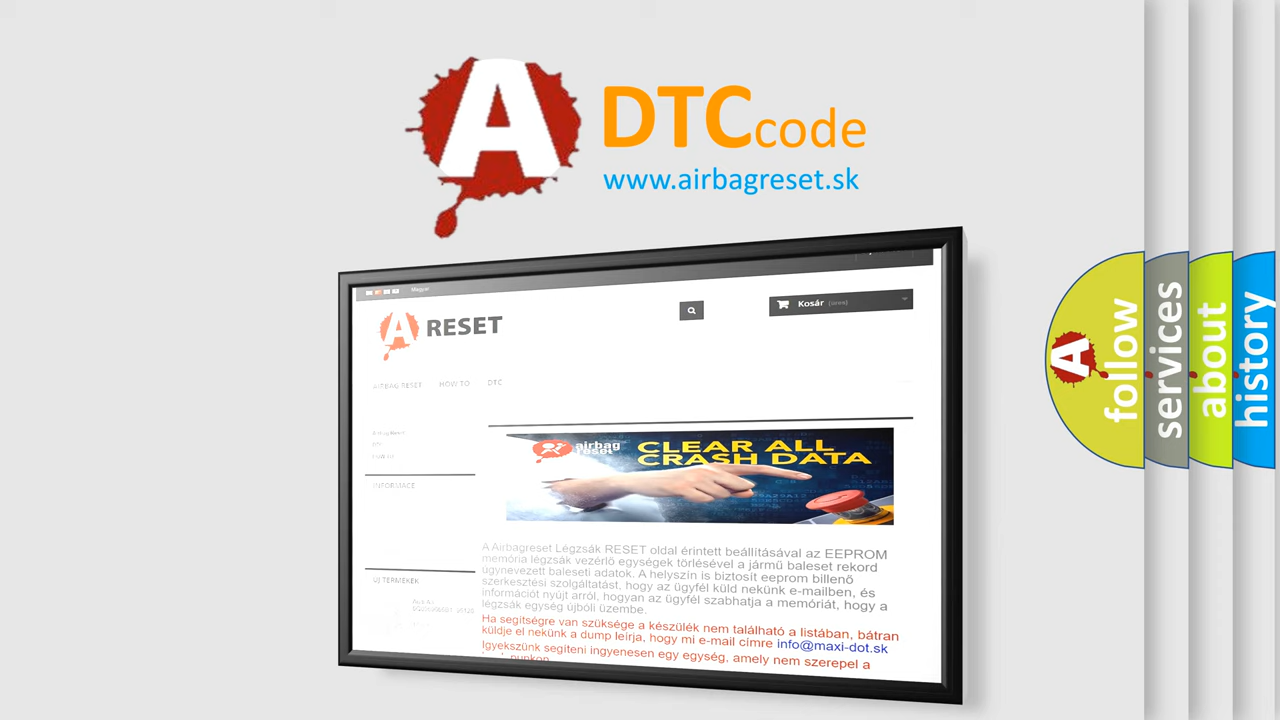 A DTC code
www.airbagreset.sk
Magyar
A RESET
Kosár (üres)
AIRBAG RESET HOW TO DTC
INFORMACE
airbag
reset
CLEAR ALL
CRASH DATA
A Airbagreset Légzsák RESET oldal érintett beállításával az EEPROM
memória légzsák vezérlő egységek törlésével a jármű baleset rekord
úgynevezett baleseti adatok. A helyszín is biztosít eeprom billenő
szerkesztési szolgáltatást, hogy az ügyfél küld nekünk e-mailben, és
információt nyújt arról, hogyan az ügyfél szabhatja a memóriát, hogy a
légzsák egység újbóli üzembe.
Ha segítségre van szüksége a készülék nem található a listában, bátran
küldje el nekünk a dump leírja, hogy mi e-mail címre info@maxi-dot.sk
Igyekszünk segíteni ingyenesen egy egység, amely nem szerepel a
ÚJ TERMÉKEK
A
follow
services
about
history